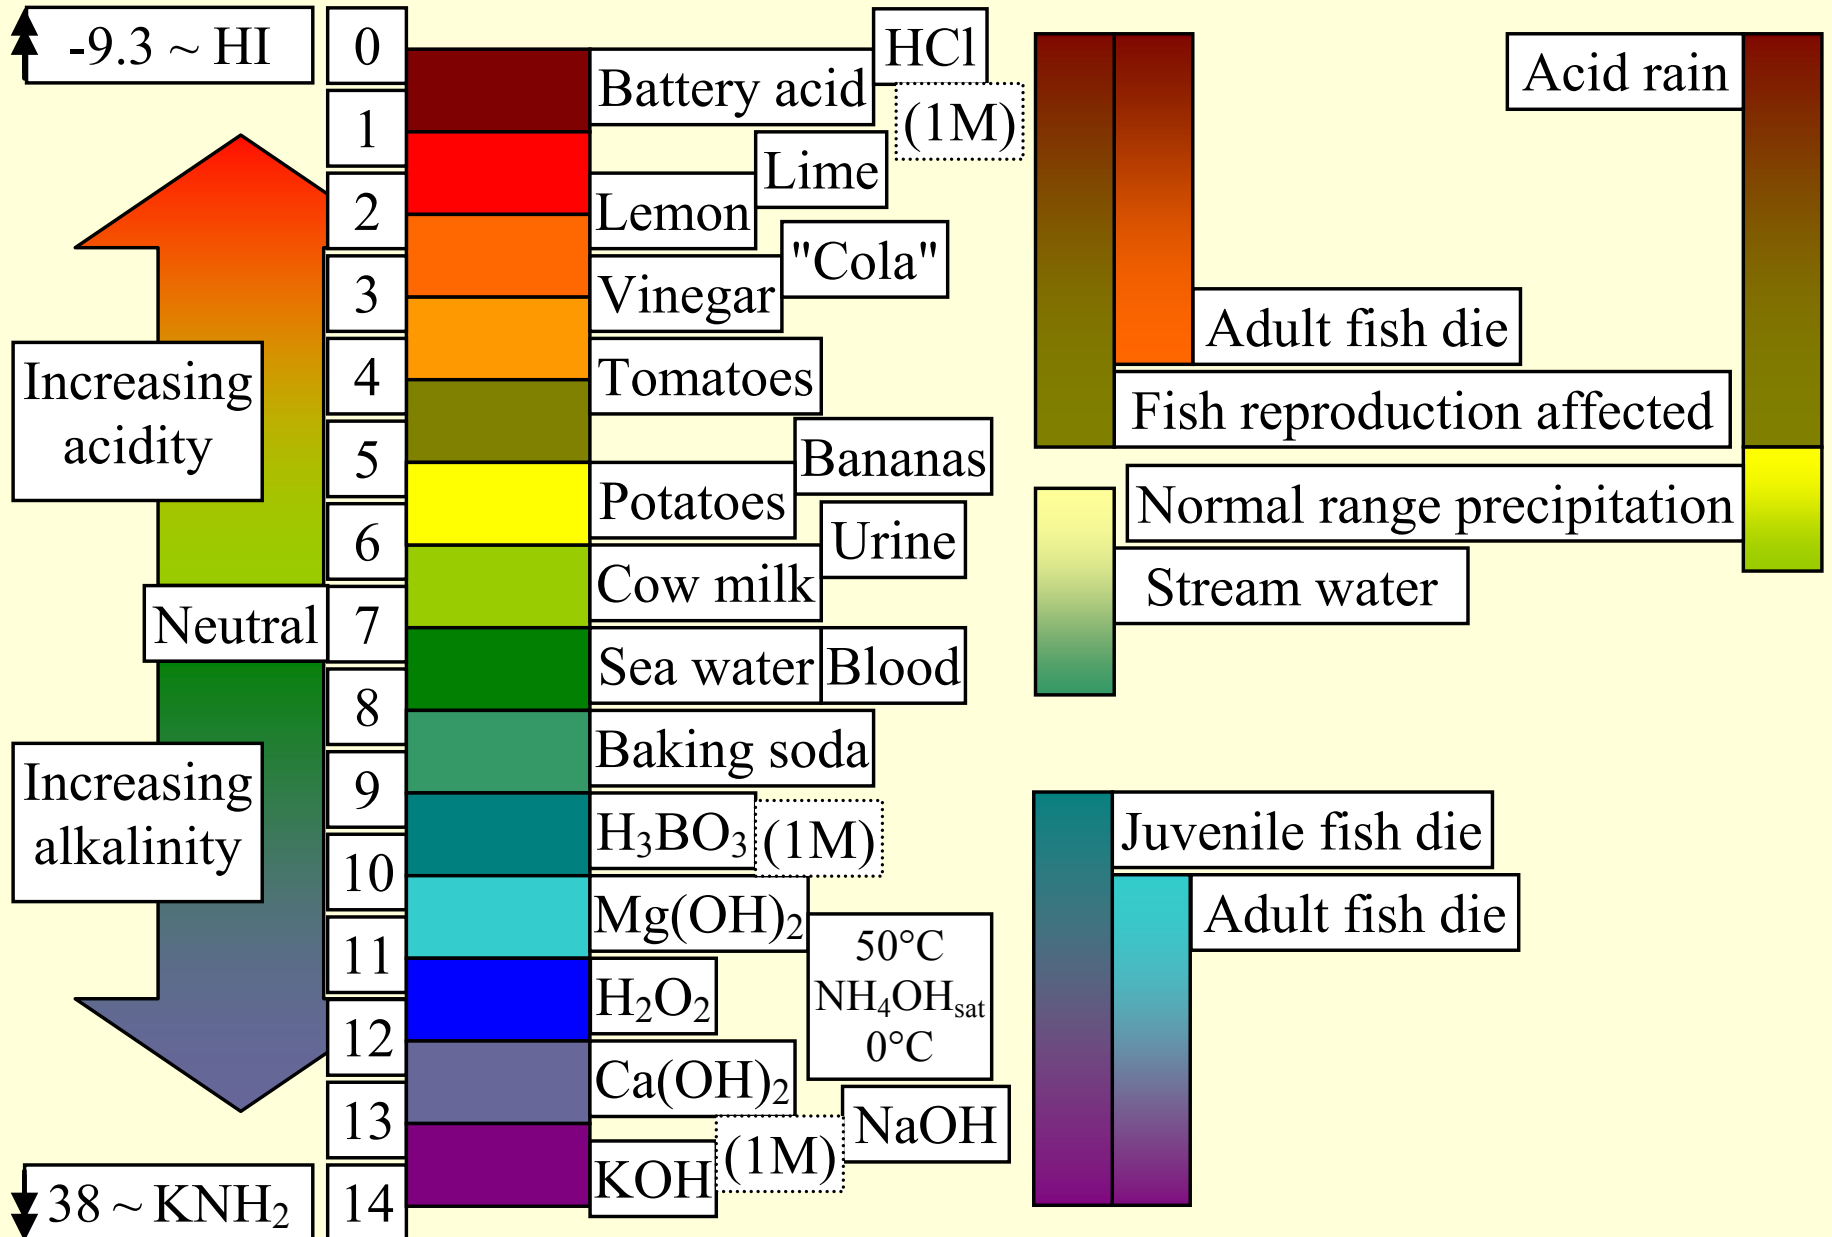 -9.3 ~ HI
0
1
2
3
4
5
6
7
8
9
10
11
12
13
14
Increasing
acidity
Neutral
Increasing
alkalinity
38 ~ KNH₂
HCl
Battery acid
(1M)
Lime
Lemon
"Cola"
Vinegar
Tomatoes
Bananas
Potatoes
Urine
Cow milk
Sea water
Blood
Baking soda
H₃BO₃
(1M)
Mg(OH)₂
50°C
NH₄OHsat
0°C
H₂O₂
Ca(OH)₂
NaOH
(1M)
KOH
Acid rain
Adult fish die
Fish reproduction affected
Normal range precipitation
Stream water
Juvenile fish die
Adult fish die